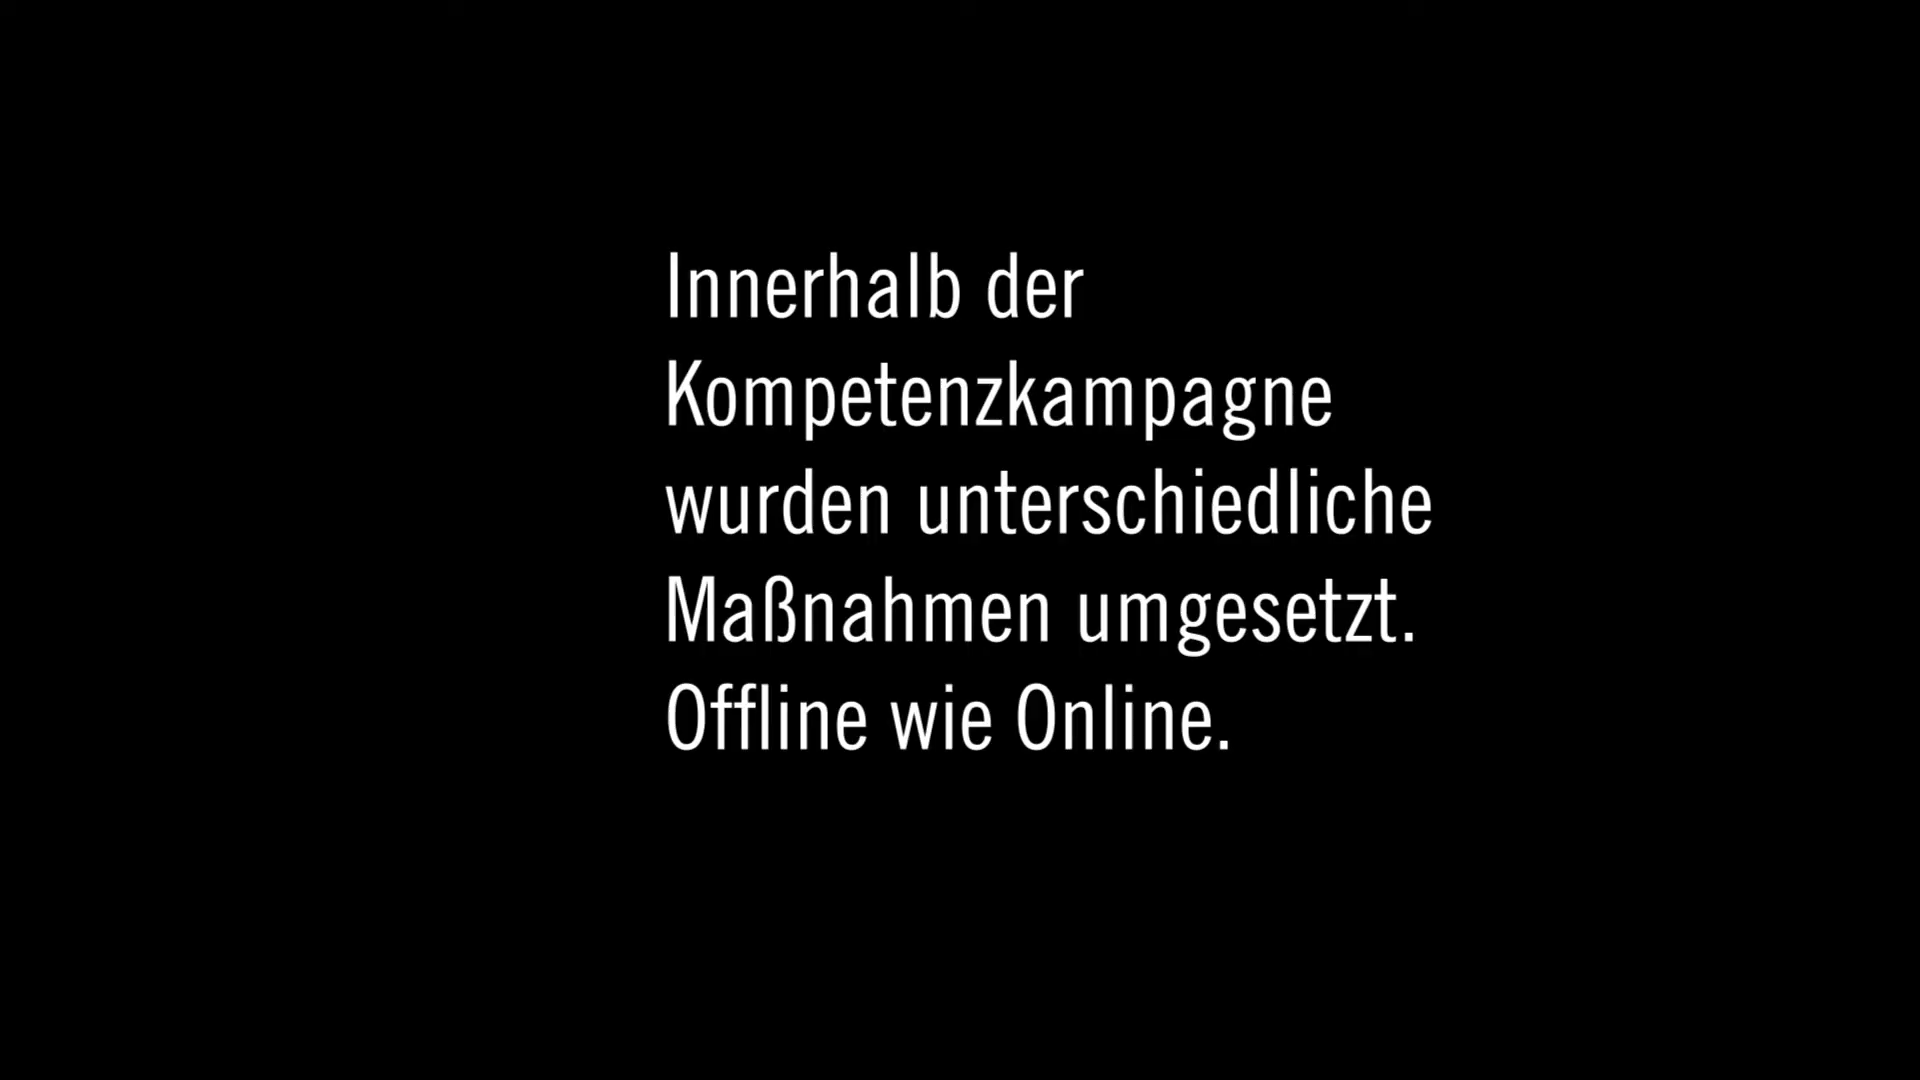 Innerhalb der
Kompetenzkampagne
wurden unterschiedliche
Maßnahmen umgesetzt.
Offline wie Online.